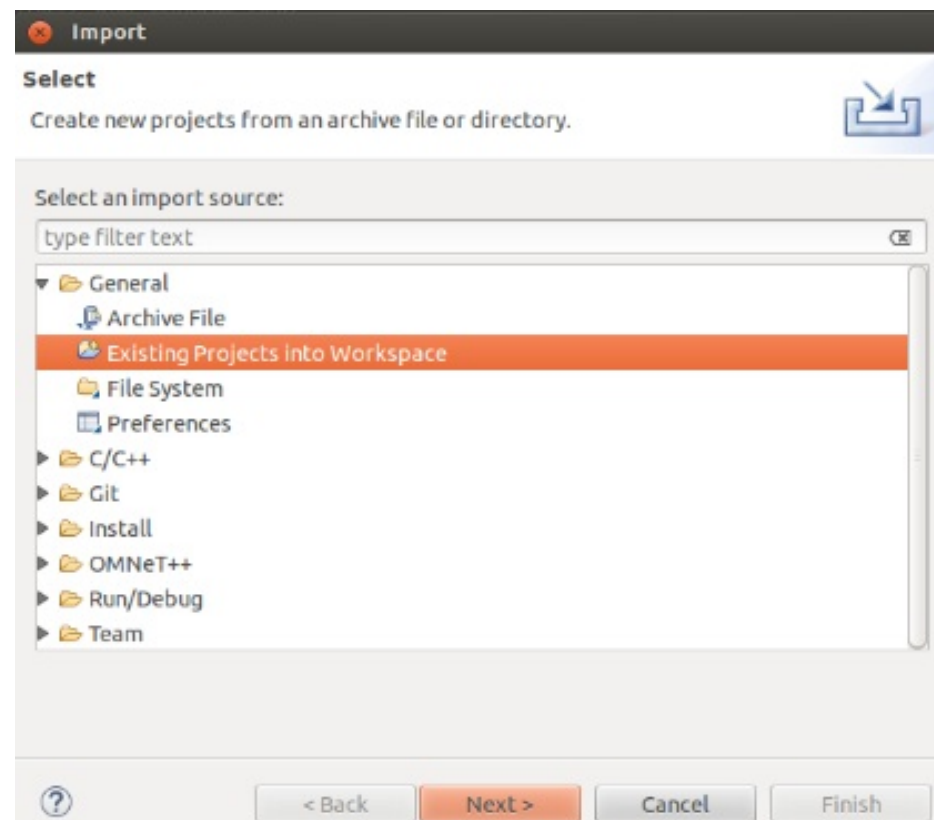 Import
Select
Create new projects from an archive file or directory.
Select an import source:
type filter text
General
Archive File
Existing Projects into Workspace
File System
Preferences
C/C++
Git
Install
OMNeT++
Run/Debug
Team
?
< Back
Next >
Cancel
Finish